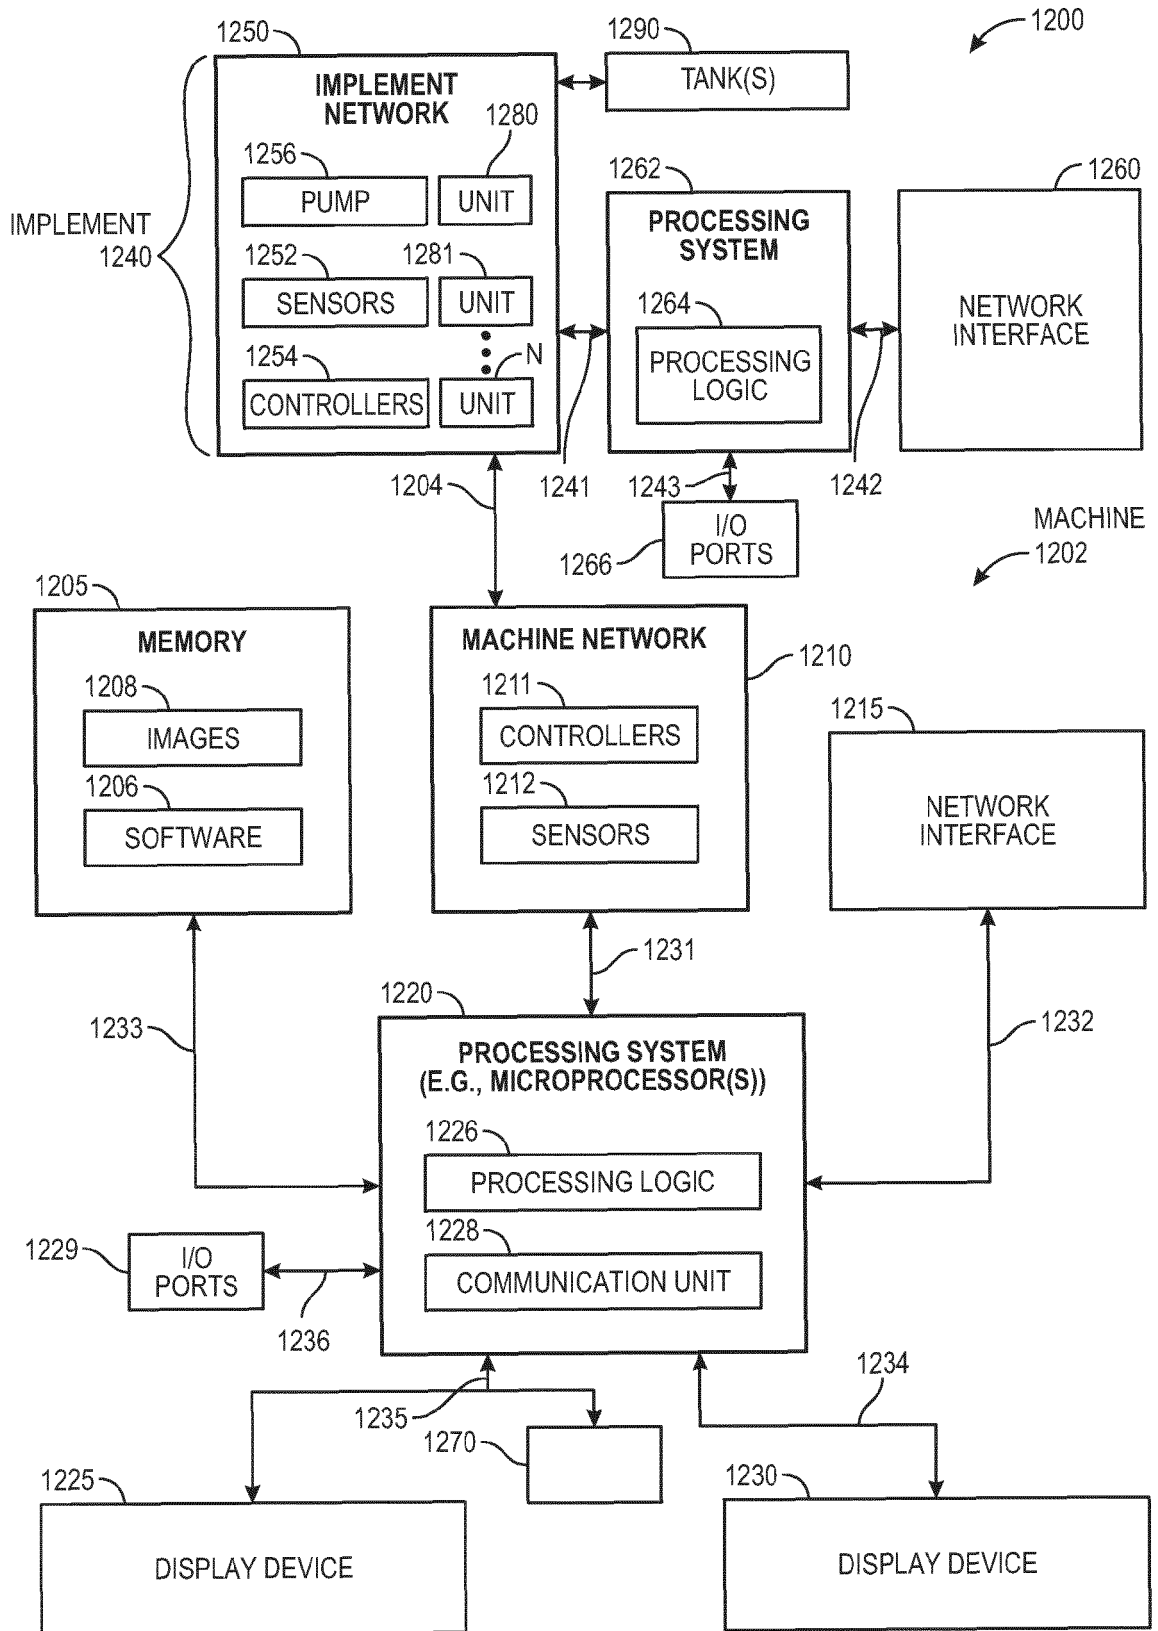 1200
1250
1290
IMPLEMENT
NETWORK
TANK(S)
1280
1256
PUMP
UNIT
1262
1260
IMPLEMENT
1240
PROCESSING
SYSTEM
1252
1281
SENSORS
UNIT
1264
NETWORK
INTERFACE
1254
N
PROCESSING
LOGIC
CONTROLLERS
UNIT
1204
1241
1243
1242
I/O
PORTS
1266
MACHINE
1202
1205
MEMORY
MACHINE NETWORK
1210
1208
IMAGES
1211
CONTROLLERS
1215
1206
SOFTWARE
1212
SENSORS
NETWORK
INTERFACE
1231
1220
1233
1232
PROCESSING SYSTEM
(E.G., MICROPROCESSOR(S))
1226
PROCESSING LOGIC
1229
I/O
PORTS
1228
COMMUNICATION UNIT
1236
1234
1235
1270
1225
1230
DISPLAY DEVICE
DISPLAY DEVICE